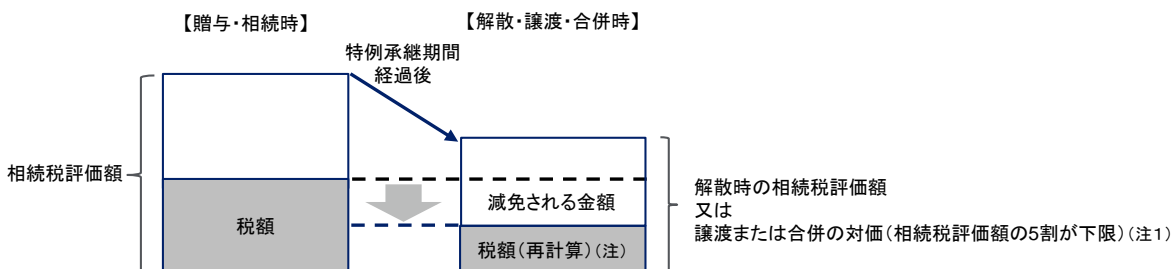 【贈与・相続時】
【解散・譲渡・合併時】
特例承継期間
経過後
相続税評価額
減免される金額
税額
税額(再計算)(注)
解散時の相続税評価額
又は
譲渡または合併の対価(相続税評価額の5割が下限)(注1)